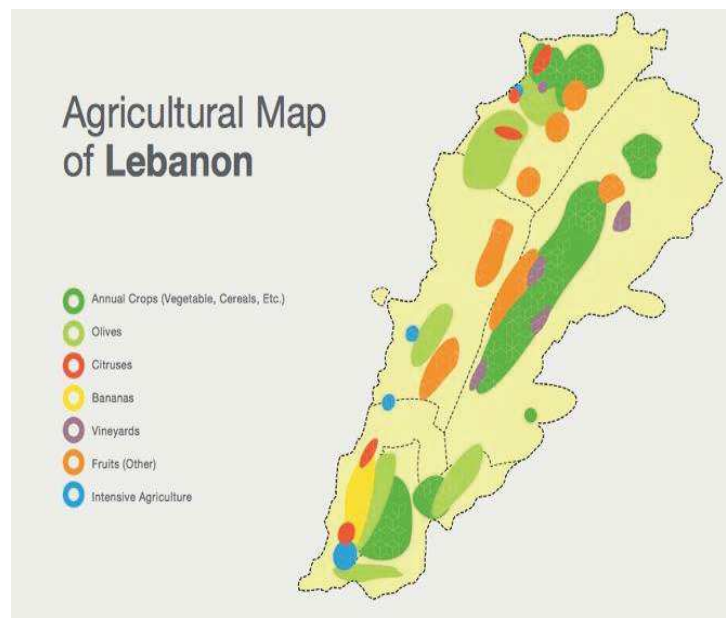 Agricultural Map
of Lebanon
Annual Crops (Vegetable, Cereals, Etc.)
Olives
Citruses
Bananas
Vineyards
Fruits (Other)
Intensive Agriculture